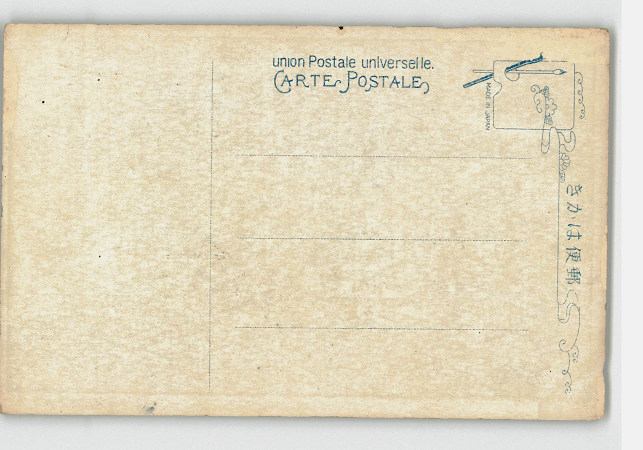 union Postale universelle.
CARTE POSTALE
MADE IN JAPAN
郵便はかき